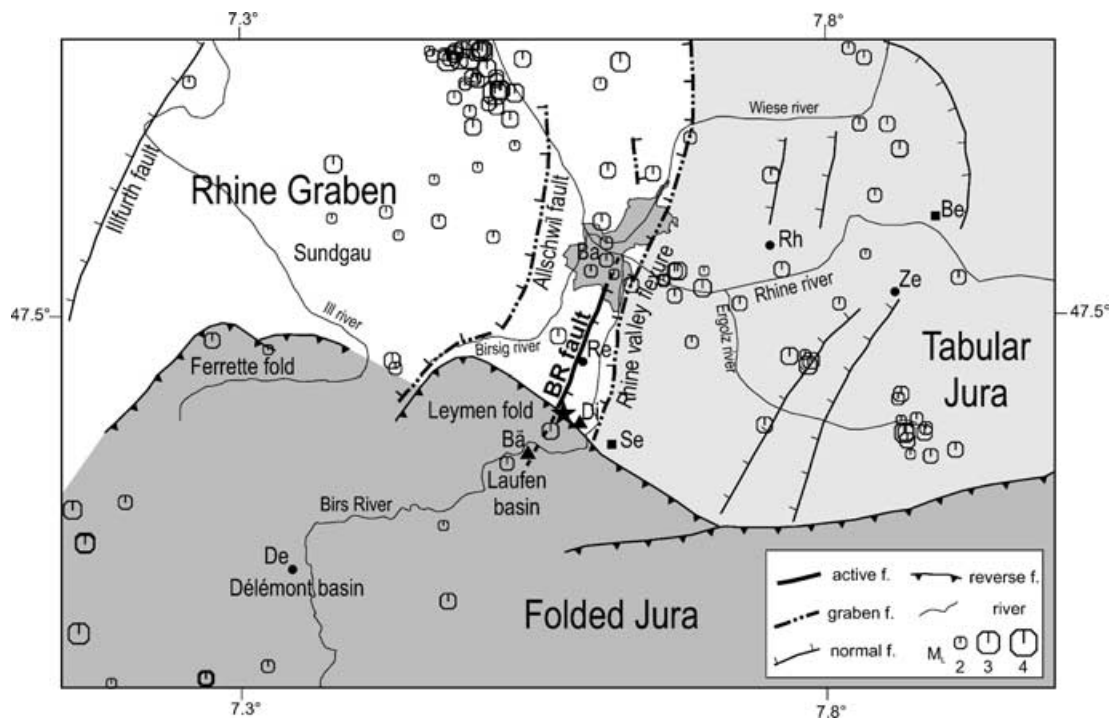 7.3°
7.8°
Wiese river
Illfurth fault
Rhine Graben
Allschwil fault
Be
Rh
Sundgau
Ba
Rhine river
Ze
47.5°
47.5°
Ill river
Rhine valley flexure
Ergolz river
Birsig river
BR fault
Re
Ferrette fold
Tabular
Jura
Leymen fold
Di
Se
Bä
Laufen
basin
Birs River
De
Délémont basin
Folded Jura
active f.
reverse f.
graben f.
river
normal f.
ML
2 3 4
7.3°
7.8°